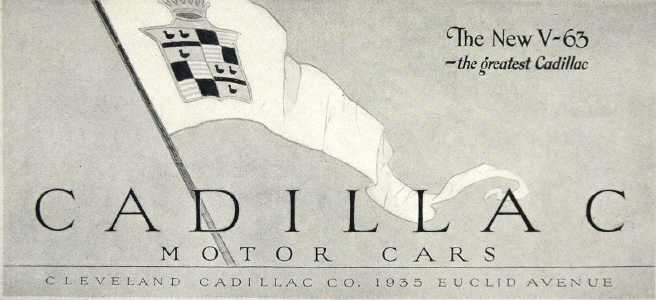 The New V-63
-the greatest Cadillac
CADILLAC
MOTOR CARS
CLEVELAND CADILLAC CO. 1935 EUCLID AVENUE